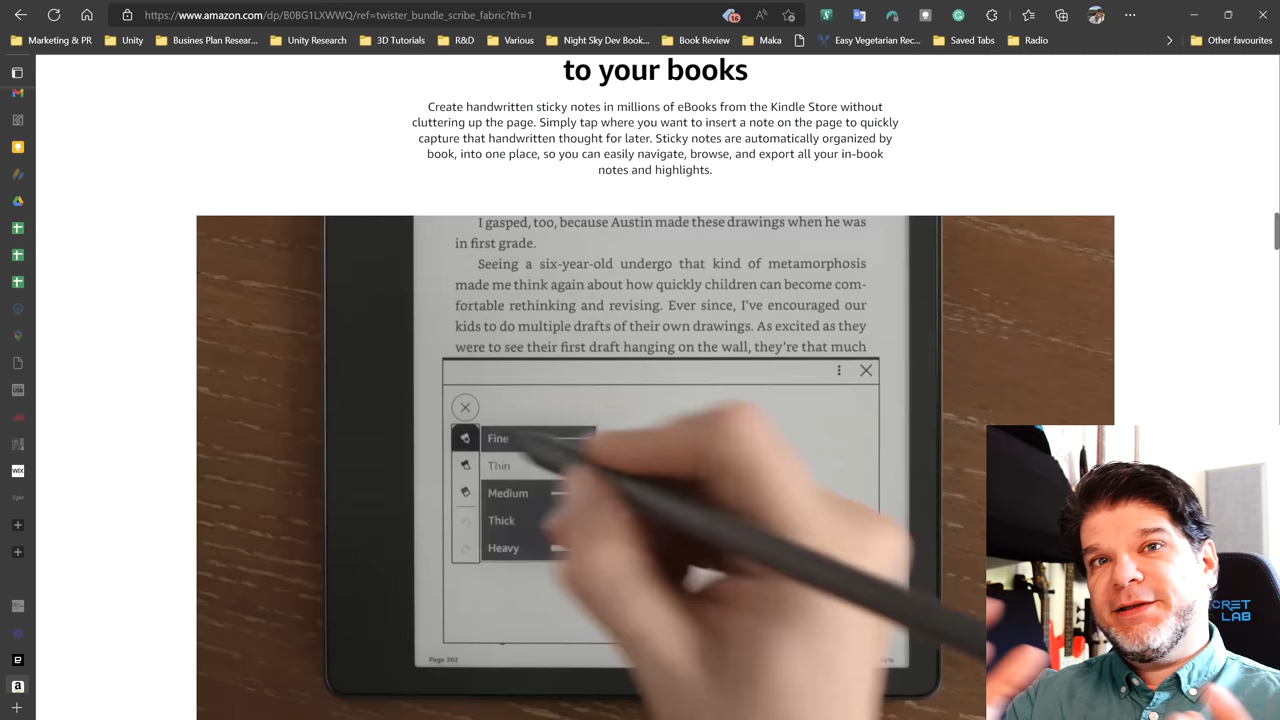 https://www.amazon.com/dp/B0BG1LXWWQ/ref=twister_bundle_scribe_fabric?th=1
16
Marketing & PR
Unity
Busines Plan Resear...
Unity Research
3D Tutorials
R&D
Various
Night Sky Dev Book...
Book Review
Maka
Easy Vegetarian Rec...
Saved Tabs
Radio
Other favourites
to your books
Create handwritten sticky notes in millions of eBooks from the Kindle Store without
cluttering up the page. Simply tap where you want to insert a note on the page to quickly
capture that handwritten thought for later. Sticky notes are automatically organized by
book, into one place, so you can easily navigate, browse, and export all your in-book
notes and highlights.
I gasped, too, because Austin made these drawings when he was
in first grade.
Seeing a six-year-old undergo that kind of metamorphosis
made me think again about how quickly children can become com-
fortable rethinking and revising. Ever since, I've encouraged our
kids to do multiple drafts of their own drawings. As excited as they
were to see their first draft hanging on the wall, they're that much
Fine
Thin
Medium
Thick
Heavy
Page 202
WIX
CRET
LAB